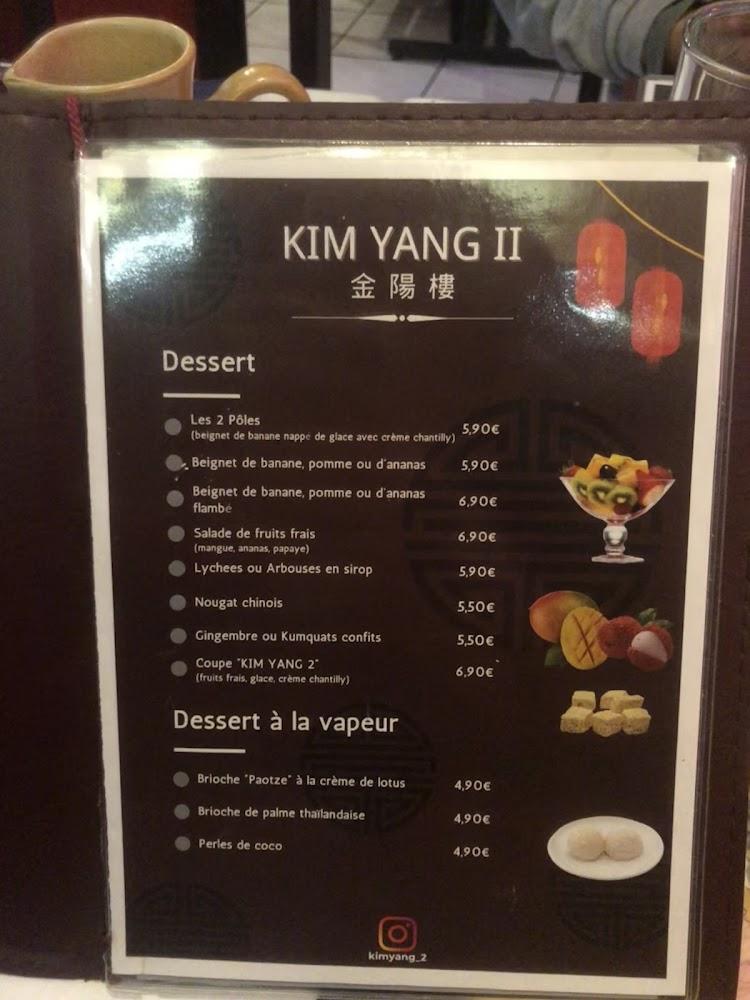 KIM YANG II
金陽樓
Dessert
Les 2 Pôles 5,90€
(beignet de banane nappé de glace avec crème chantilly)
Beignet de banane, pomme ou d'ananas 5,90€
Beignet de banane, pomme ou d'ananas 6,90€
flambé
Salade de fruits frais 6,90€
(mangue, ananas, papaye)
Lychees ou Arbouses en sirop 5,90€
Nougat chinois 5,50€
Gingembre ou Kumquats confits 5,50€
Coupe "KIM YANG 2" 6,90€
(fruits frais, glace, crème chantilly)
Dessert à la vapeur
Brioche "Paotze" à la crème de lotus 4,90€
Brioche de palme thaïlandaise 4,90€
Perles de coco 4,90€
kimyang_2